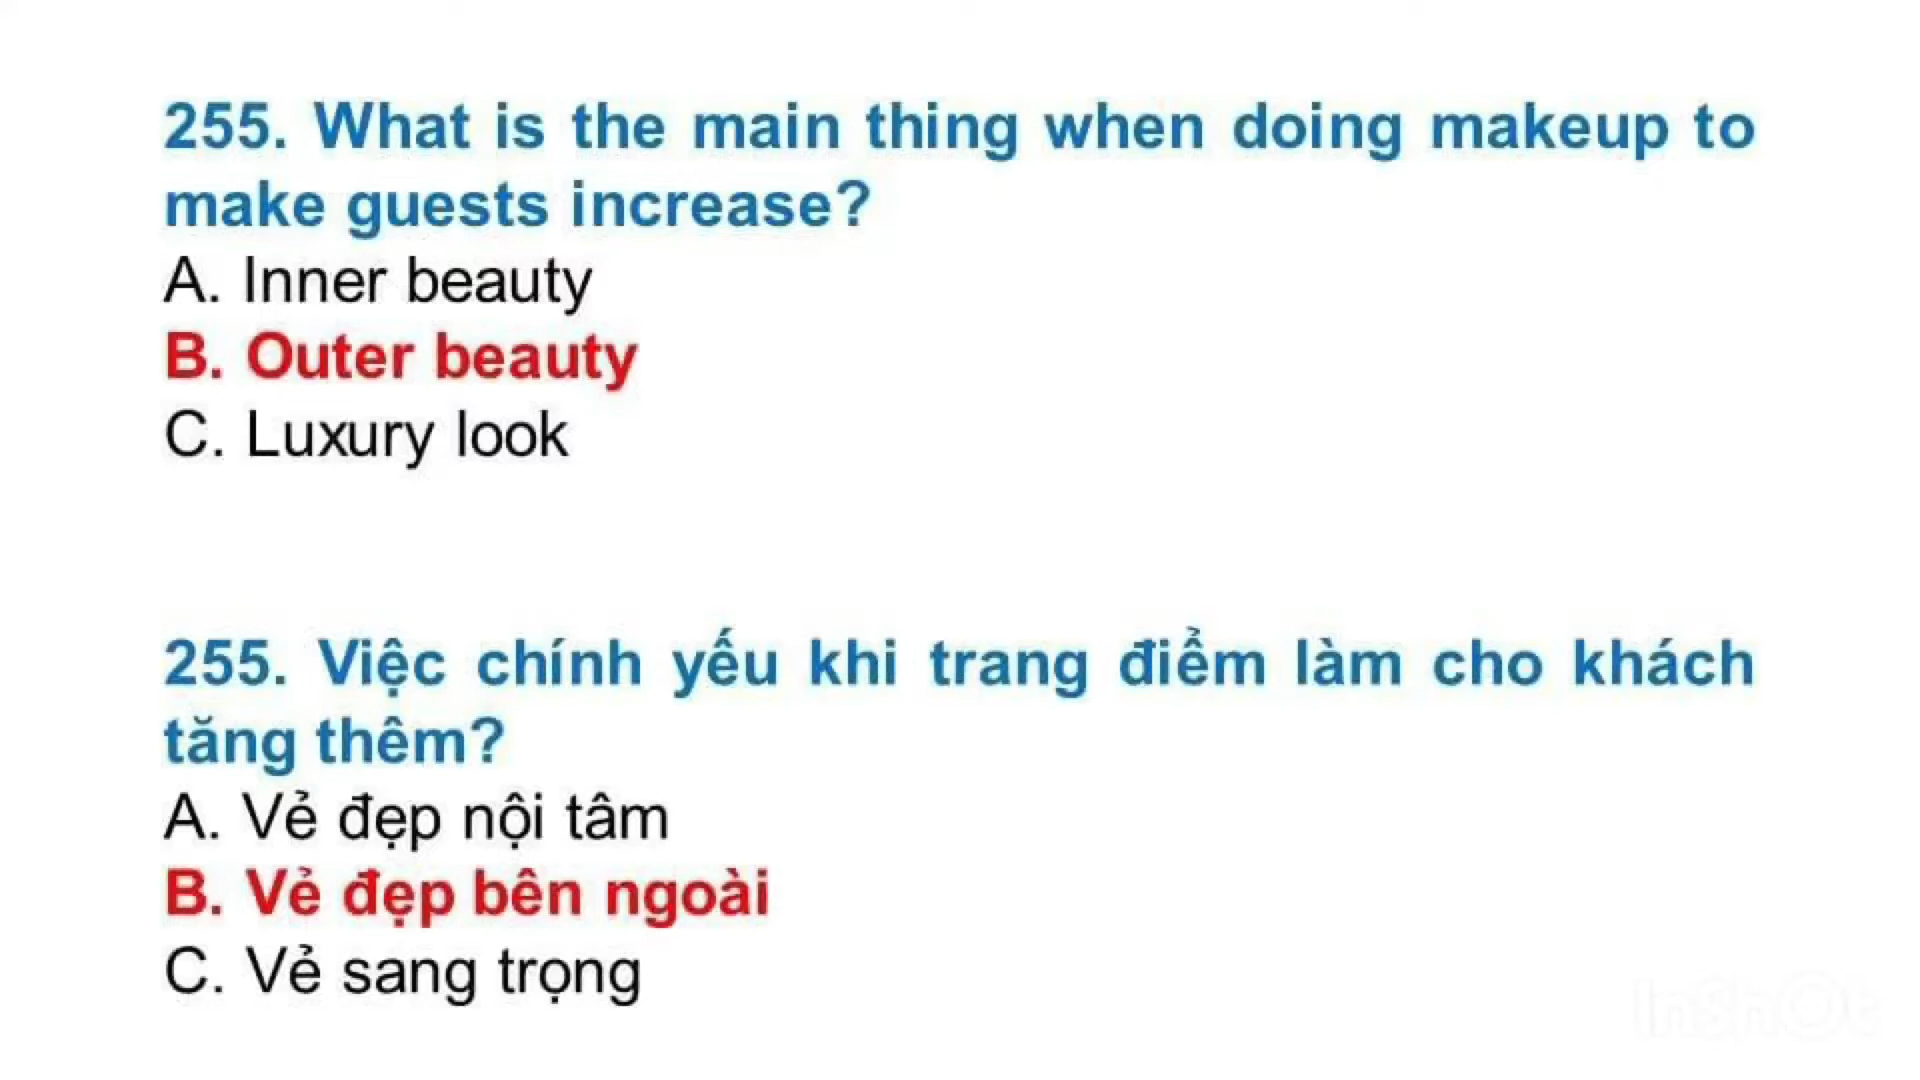 255. What is the main thing when doing makeup to
make guests increase?
A. Inner beauty
B. Outer beauty
C. Luxury look
255. Việc chính yếu khi trang điểm làm cho khách
tăng thêm?
A. Vẻ đẹp nội tâm
B. Vẻ đẹp bên ngoài
C. Vẻ sang trọng
InShOt